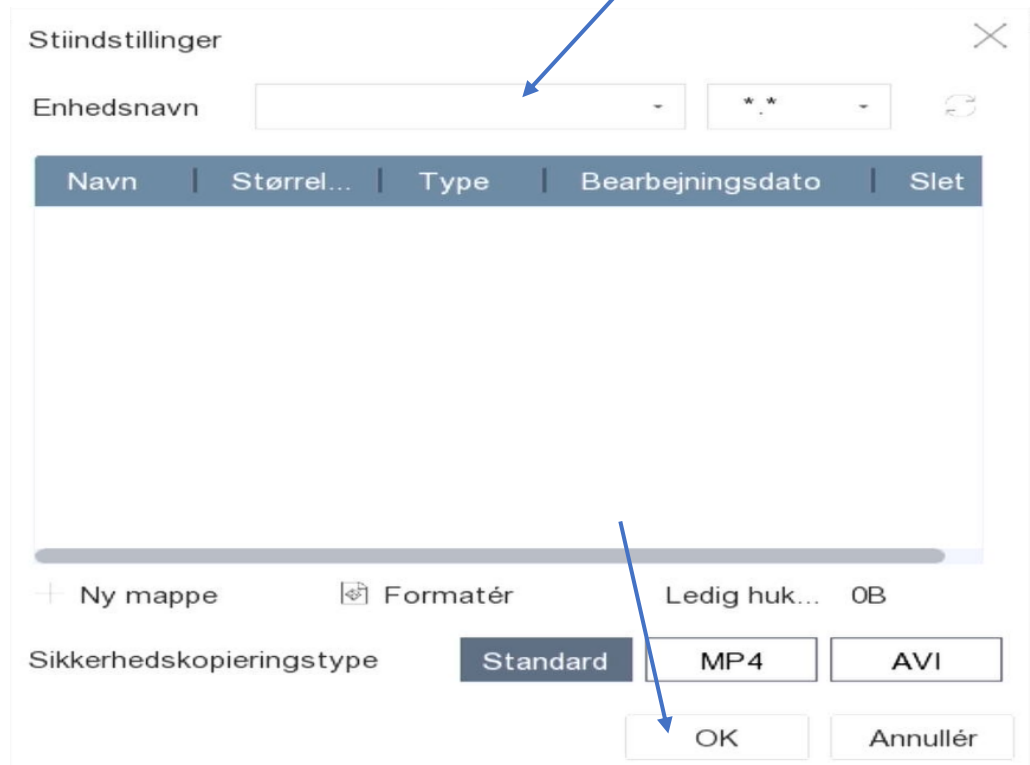 Stiindstillinger
Enhedsnavn *.*
Navn Størrel... Type Bearbejningsdato Slet
Ny mappe Formatér Ledig huk... 0B
Sikkerhedskopieringstype Standard MP4 AVI
OK Annullér